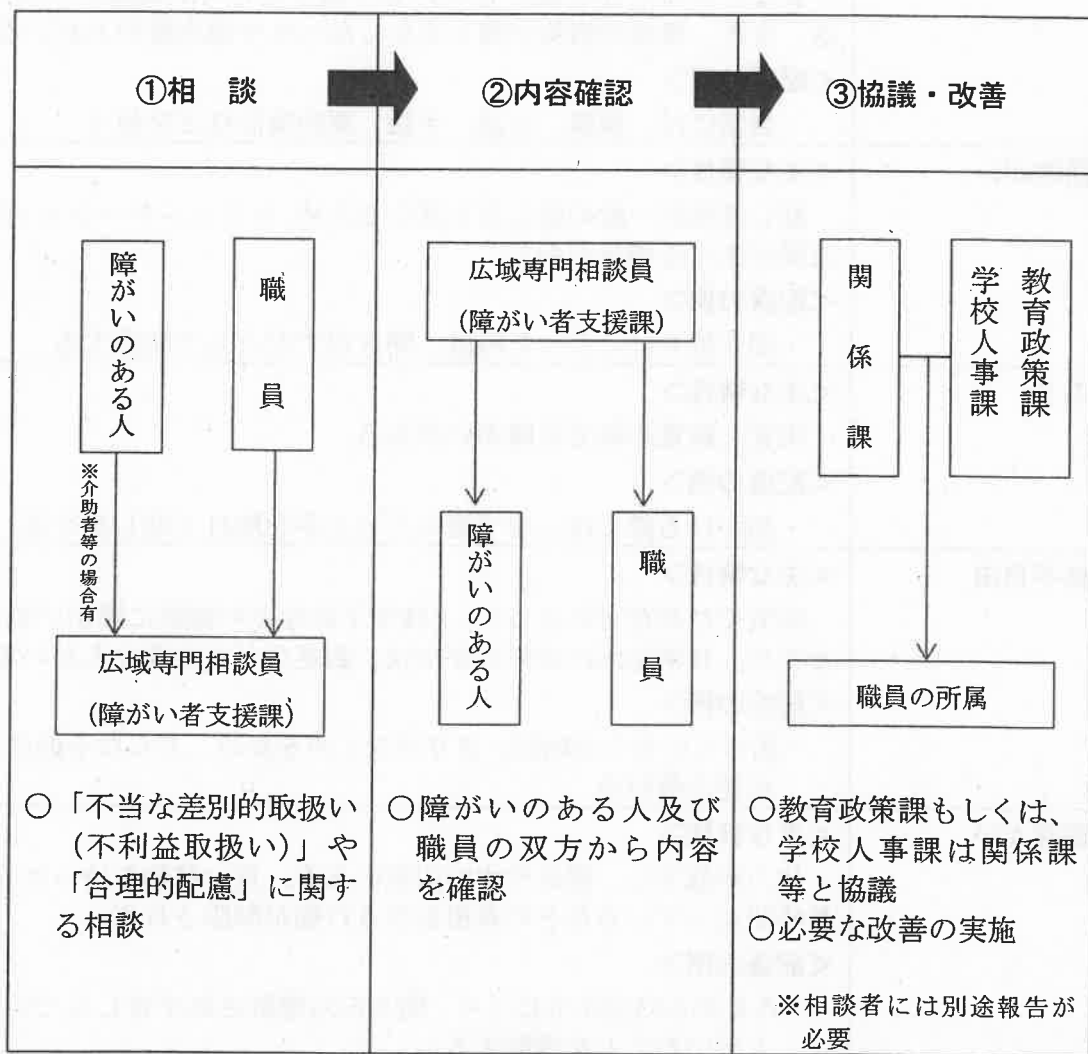 ①相　談
②内容確認
③協議・改善
障がいのある人
職員
※介助者等の場合有
広域専門相談員
(障がい者支援課)
○「不当な差別的取扱い
(不利益取扱い)」や
「合理的配慮」に関す
る相談
広域専門相談員
(障がい者支援課)
障がいのある人
職員
○障がいのある人及び
職員の双方から内容
を確認
関係課
教育政策課
学校人事課
職員の所属
○教育政策課もしくは、
学校人事課は関係課
等と協議
○必要な改善の実施
※相談者には別途報告が
必要